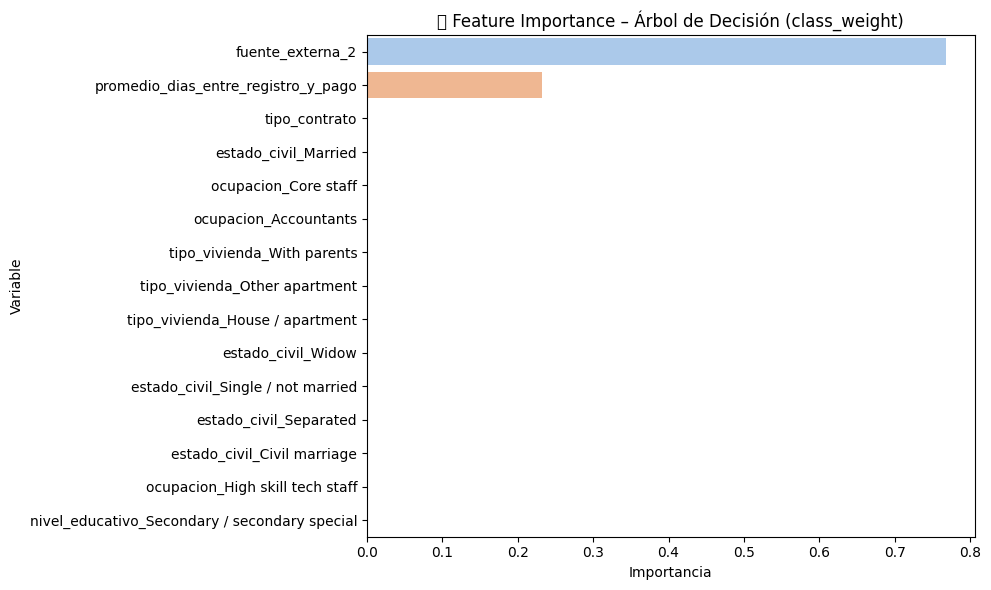 Feature Importance – Árbol de Decisión (class_weight)
fuente_externa_2
promedio_dias_entre_registro_y_pago
tipo_contrato
estado_civil_Married
ocupacion_Core staff
ocupacion_Accountants
tipo_vivienda_With parents
tipo_vivienda_Other apartment
tipo_vivienda_House / apartment
estado_civil_Widow
estado_civil_Single / not married
estado_civil_Separated
estado_civil_Civil marriage
ocupacion_High skill tech staff
nivel_educativo_Secondary / secondary special
Variable
0.0 0.1 0.2 0.3 0.4 0.5 0.6 0.7 0.8
Importancia